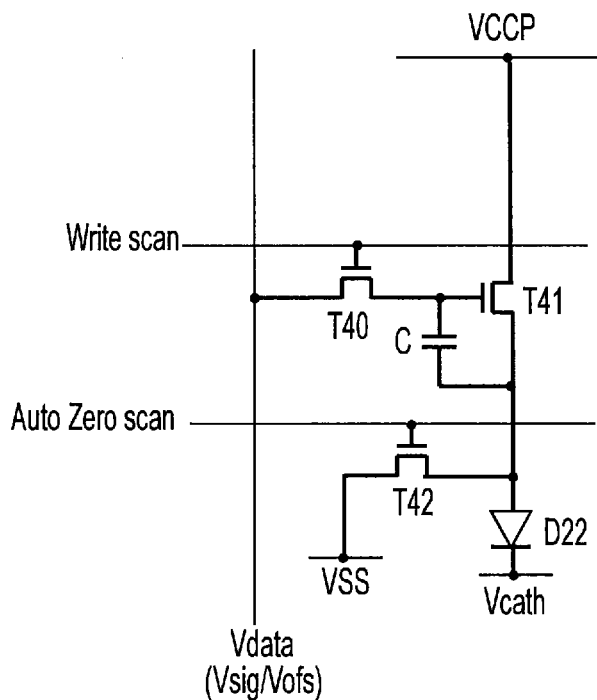 VCCP
Write scan
T40
T41
C
Auto Zero scan
T42
D22
VSS
Vcath
Vdata
(Vsig/Vofs)